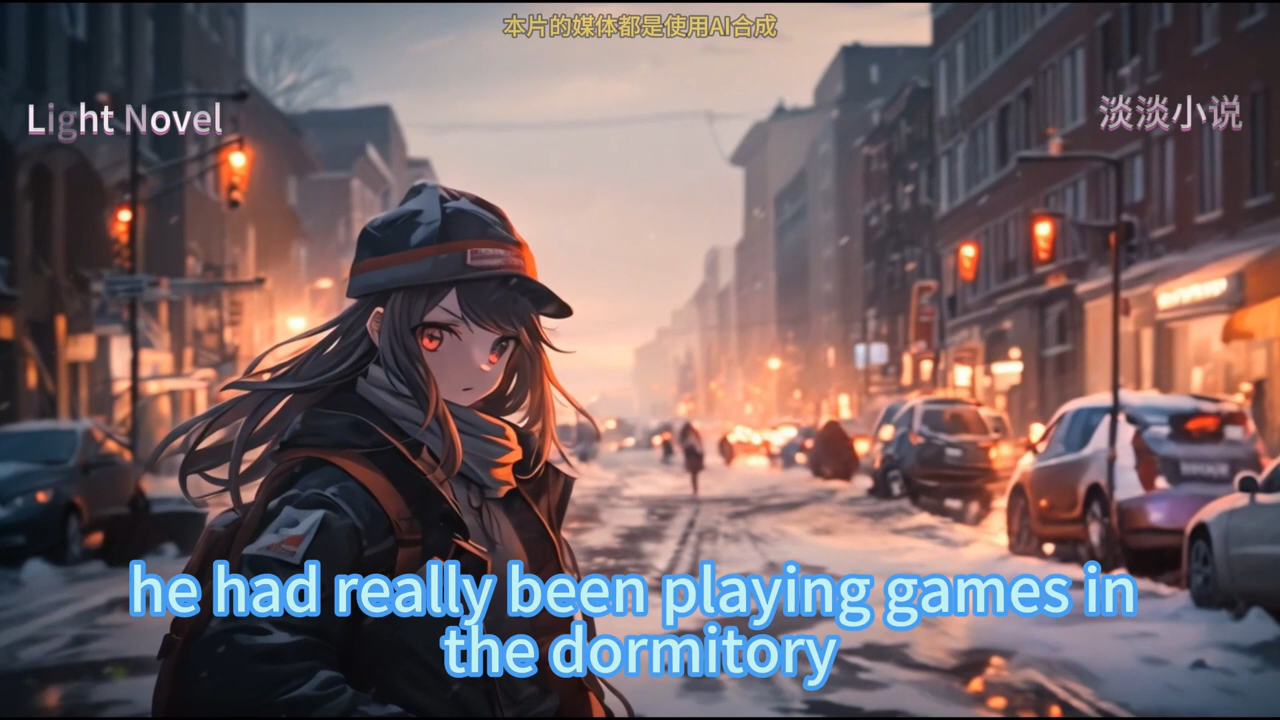 本片的媒体都是使用AI合成
Light Novel
淡淡小说
he had really been playing games in
the dormitory